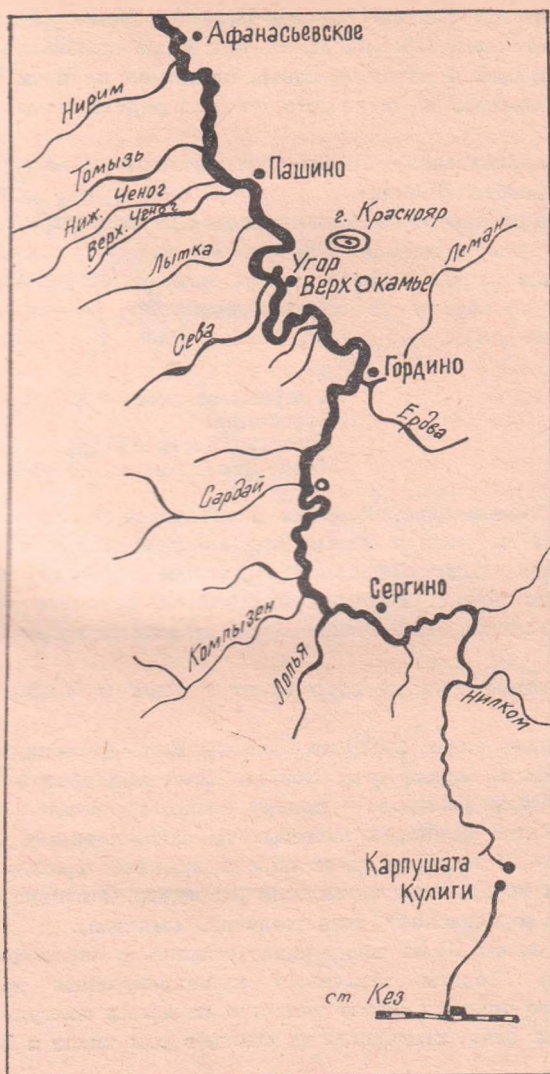 Афанасьевское
Нирим
Томызь
Пашино
Ниж. Ченог
Верх. Ченог
г. Краснояр
Леман
Лытка
Угор
Верхокамье
Сева
Гордино
Ердва
Сардай
Сергино
Компызен
Лопья
Нилком
Карпушата
Кулиги
ст. Кез